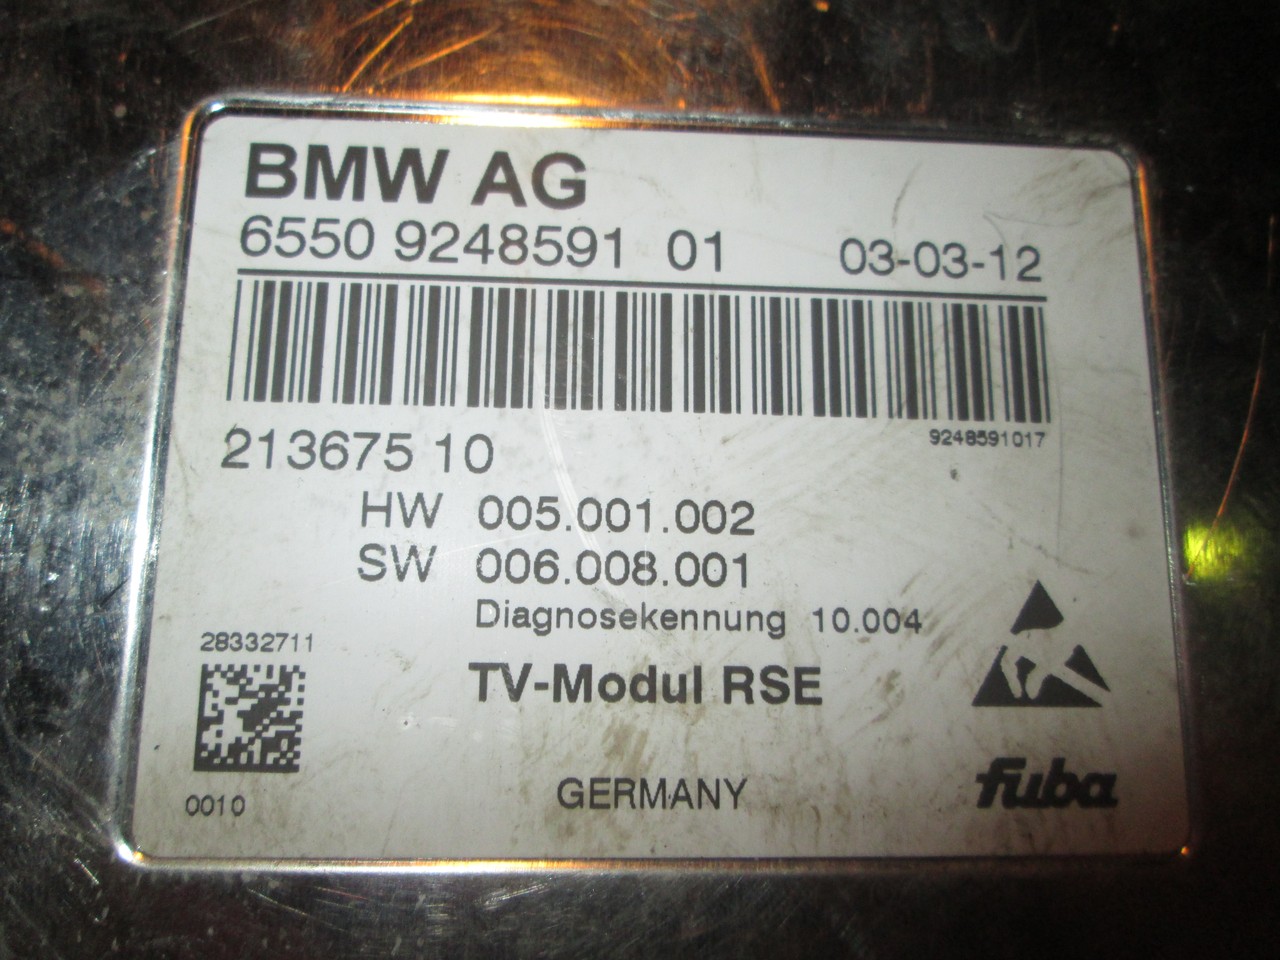 BMW AG
6550 9248591 01 03-03-12
9248591017
213675 10
HW 005.001.002
SW 006.008.001
Diagnosekennung 10.004
28332711
TV-Modul RSE
0010
GERMANY
fuba